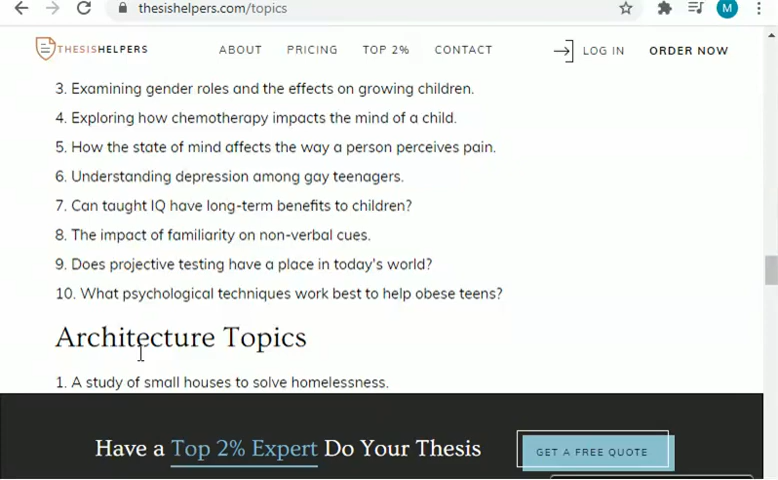 thesishelpers.com/topics
M
THESISHELPERS ABOUT PRICING TOP 2% CONTACT LOG IN ORDER NOW
3. Examining gender roles and the effects on growing children.
4. Exploring how chemotherapy impacts the mind of a child.
5. How the state of mind affects the way a person perceives pain.
6. Understanding depression among gay teenagers.
7. Can taught IQ have long-term benefits to children?
8. The impact of familiarity on non-verbal cues.
9. Does projective testing have a place in today's world?
10. What psychological techniques work best to help obese teens?
Architecture Topics
1. A study of small houses to solve homelessness.
Have a Top 2% Expert Do Your Thesis
GET A FREE QUOTE